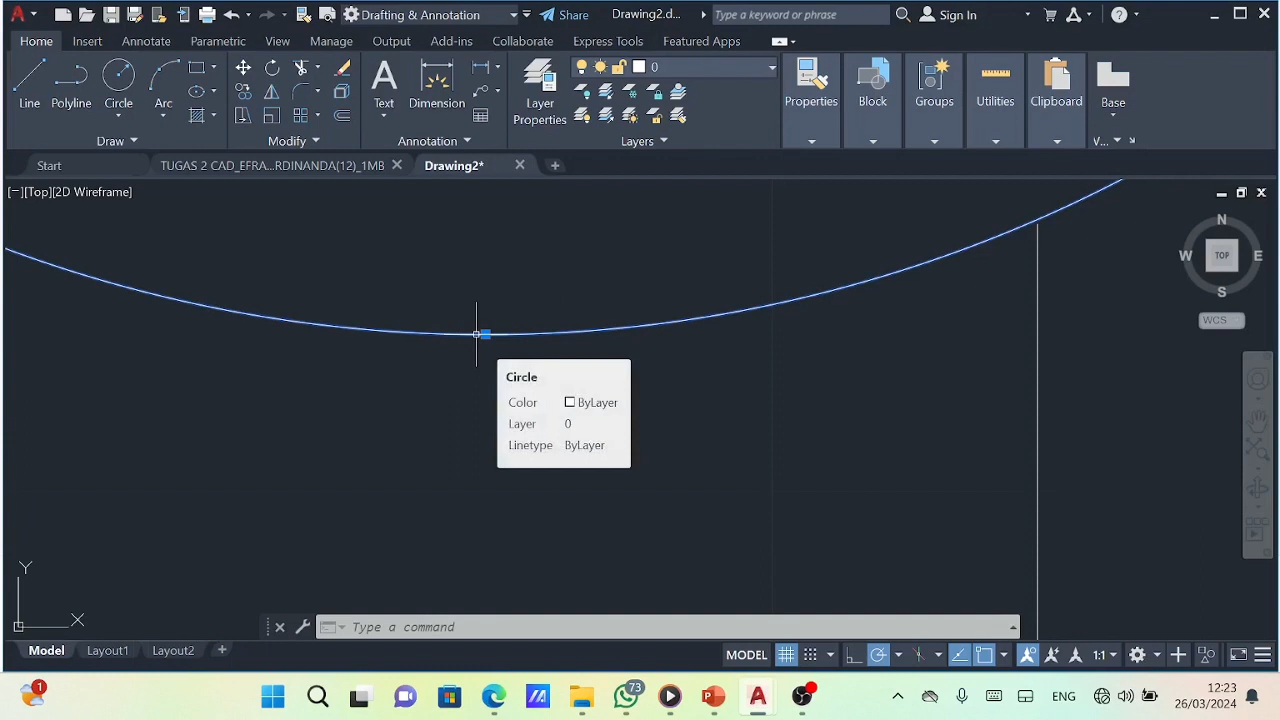 Drafting & Annotation
Share
Drawing2.d...
Type a keyword or phrase
Sign In
Home
Insert
Annotate
Parametric
View
Manage
Output
Add-ins
Collaborate
Express Tools
Featured Apps
0
Line
Polyline
Circle
Arc
Text
Dimension
Layer
Properties
Properties
Block
Groups
Utilities
Clipboard
Base
Draw
Modify
Annotation
Layers
V...
Start
TUGAS 2 CAD_EFRA...RDINANDA(12)_1MB
Drawing2*
[−][Top][2D Wireframe]
N
W
TOP
E
S
WCS
Circle
Color ByLayer
Layer 0
Linetype ByLayer
Y
X
Type a command
Model
Layout1
Layout2
MODEL
1:1
1
73
ENG
12:23
26/03/2024